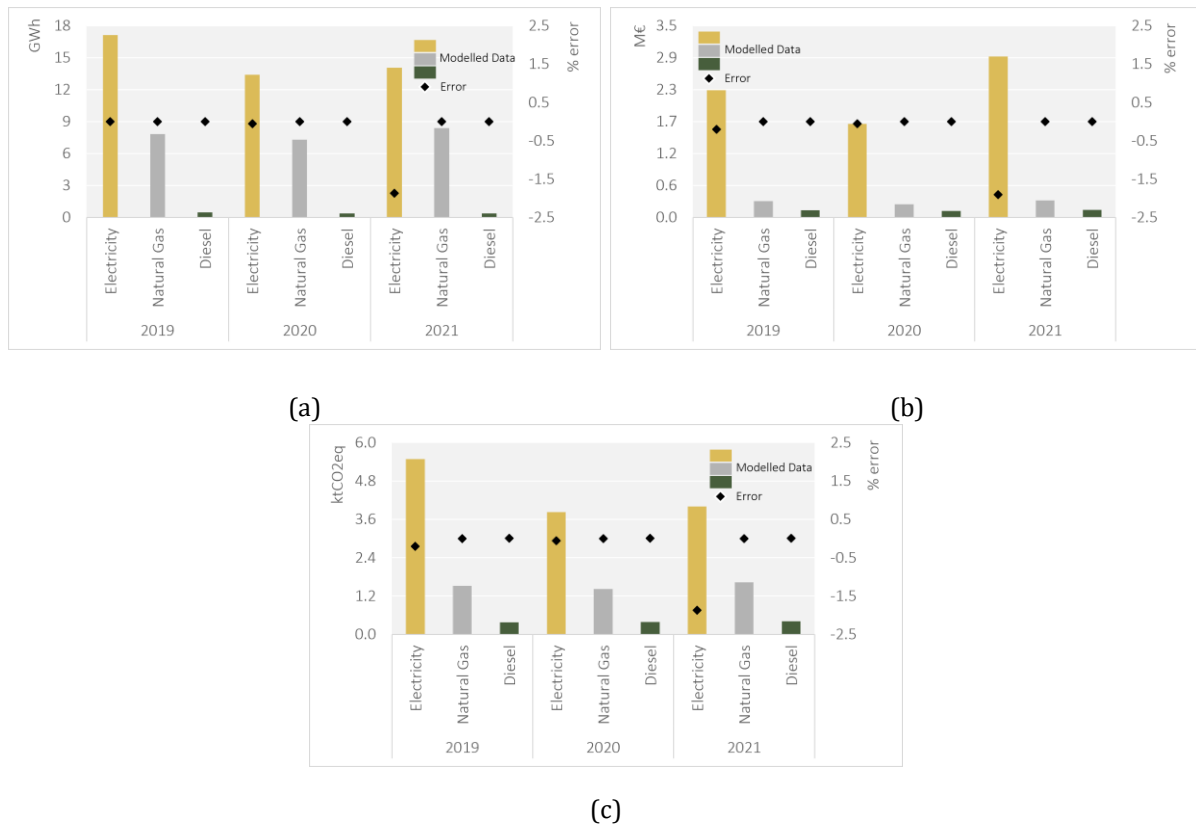 GWh
18
15
12
9
6
3
0
2.5
1.5
0.5
-0.5
-1.5
-2.5
% error
Modelled Data
Error
Electricity
Natural Gas
Diesel
Electricity
Natural Gas
Diesel
Electricity
Natural Gas
Diesel
2019
2020
2021
(a)
M€
3.5
2.9
2.3
1.7
1.2
0.6
0.0
2.5
1.5
0.5
-0.5
-1.5
-2.5
% error
Modelled Data
Error
Electricity
Natural Gas
Diesel
Electricity
Natural Gas
Diesel
Electricity
Natural Gas
Diesel
2019
2020
2021
(b)
ktCO2eq
6.0
4.8
3.6
2.4
1.2
0.0
2.5
1.5
0.5
-0.5
-1.5
-2.5
% error
Modelled Data
Error
Electricity
Natural Gas
Diesel
Electricity
Natural Gas
Diesel
Electricity
Natural Gas
Diesel
2019
2020
2021
(c)